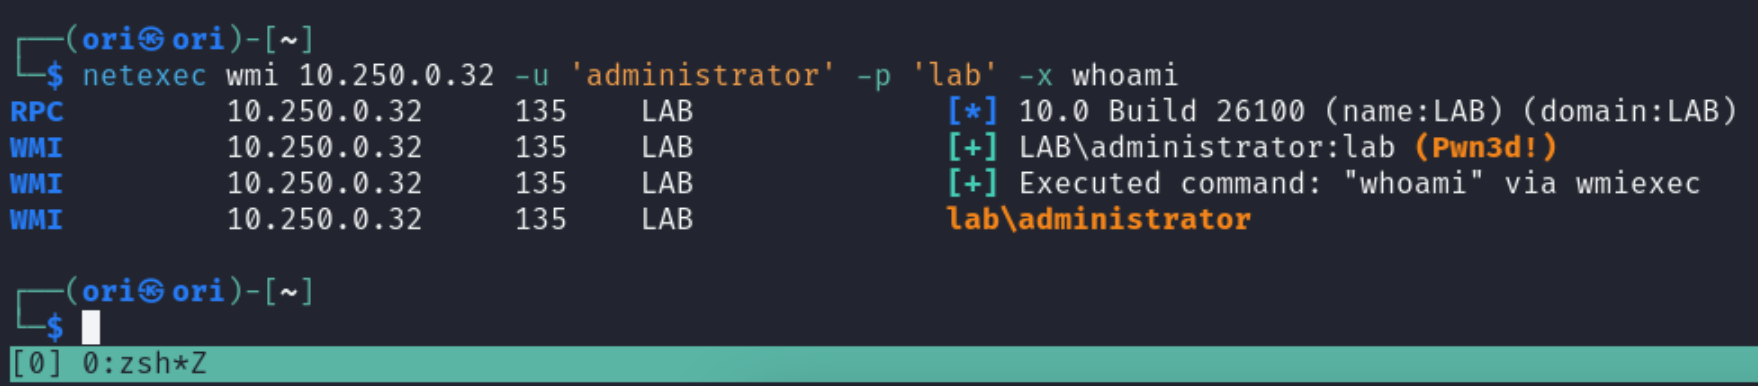 ┌──(ori㉿ori)-[~]
└─$ netexec wmi 10.250.0.32 -u 'administrator' -p 'lab' -x whoami
RPC 10.250.0.32 135 LAB [*] 10.0 Build 26100 (name:LAB) (domain:LAB)
WMI 10.250.0.32 135 LAB [+] LAB\administrator:lab (Pwn3d!)
WMI 10.250.0.32 135 LAB [+] Executed command: "whoami" via wmiexec
WMI 10.250.0.32 135 LAB lab\administrator
┌──(ori㉿ori)-[~]
└─$
[0] 0:zsh*Z